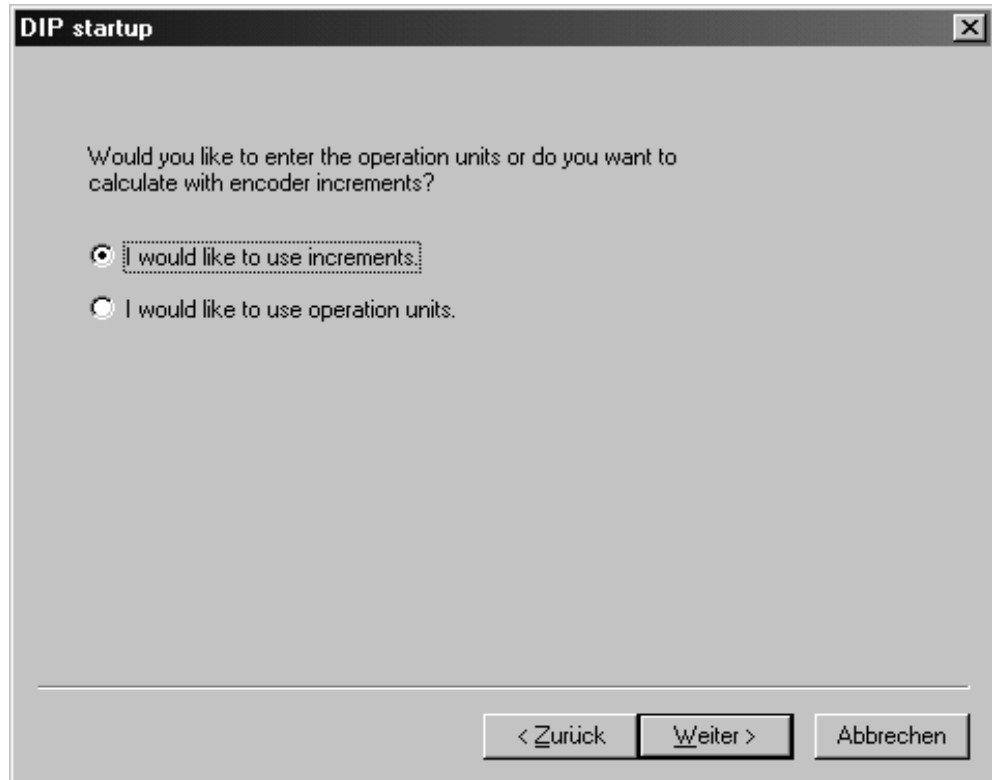 DIP startup
Would you like to enter the operation units or do you want to
calculate with encoder increments?
I would like to use increments.
I would like to use operation units.
< Zurück
Weiter >
Abbrechen